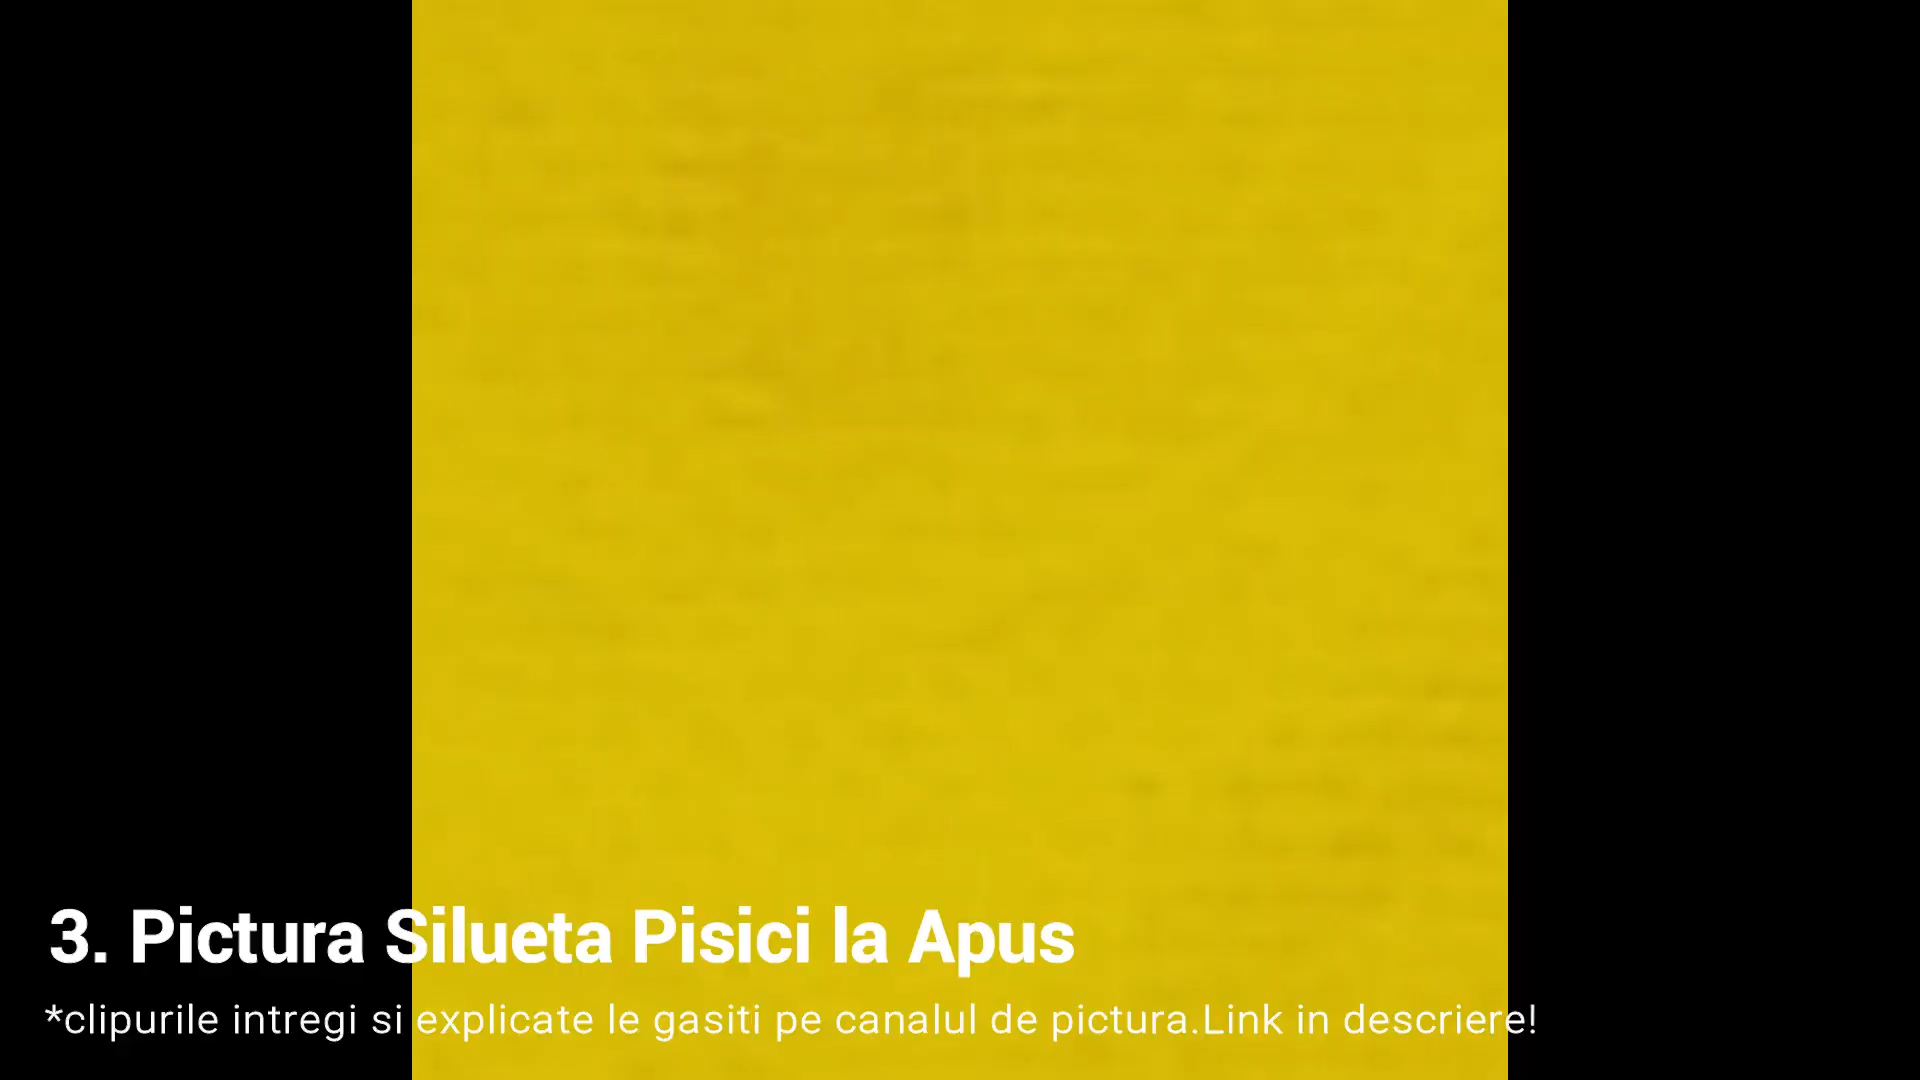 3. Pictura Silueta Pisici la Apus
*clipurile intregi si explicate le gasiti pe canalul de pictura.Link in descriere!